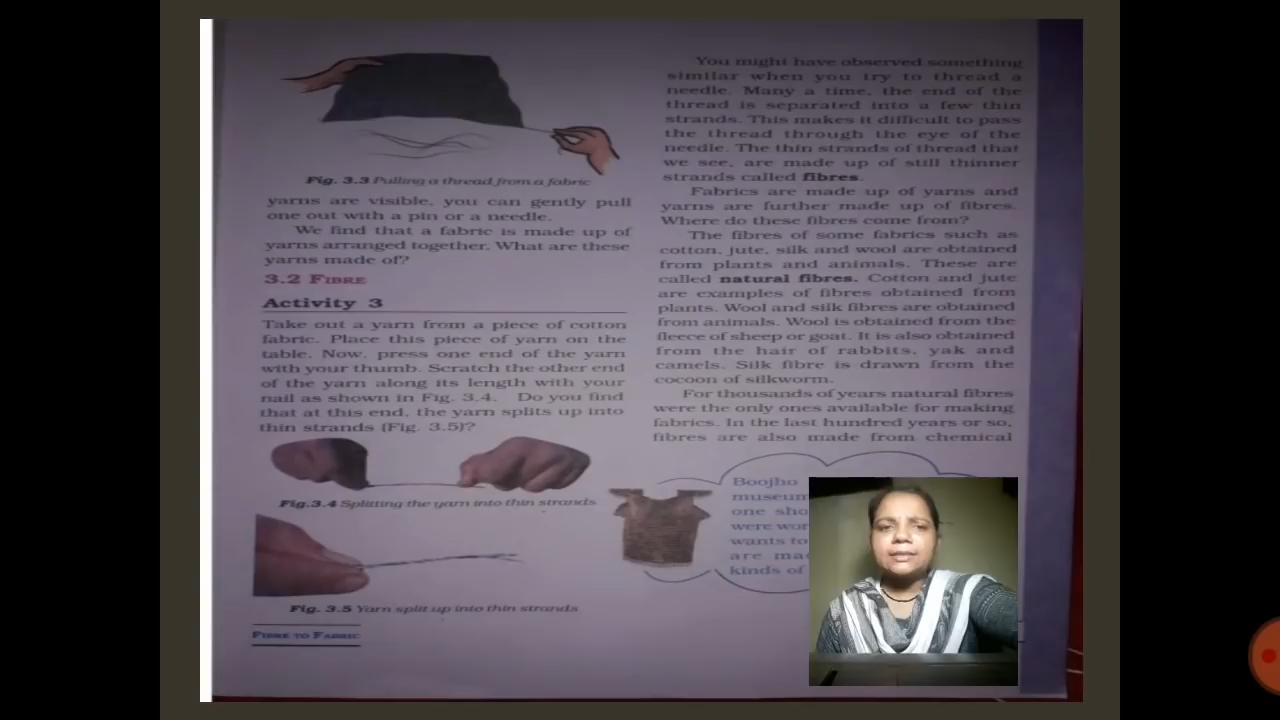 Fig. 3.3 Pulling a thread from a fabric
yarns are visible, you can gently pull
one out with a pin or a needle.
We find that a fabric is made up of
yarns arranged together. What are these
yarns made of?
3.2 FIBRE
Activity 3
Take out a yarn from a piece of cotton
fabric. Place this piece of yarn on the
table. Now, press one end of the yarn
with your thumb. Scratch the other end
of the yarn along its length with your
nail as shown in Fig. 3.4. Do you find
that at this end, the yarn splits up into
thin strands (Fig. 3.5)?
Fig.3.4 Splitting the yarn into thin strands
Fig. 3.5 Yarn split up into thin strands
FIBRE TO FABRIC
You might have observed something
similar when you try to thread a
needle. Many a time, the end of the
thread is separated into a few thin
strands. This makes it difficult to pass
the thread through the eye of the
needle. The thin strands of thread that
we see, are made up of still thinner
strands called fibres.
Fabrics are made up of yarns and
yarns are further made up of fibres.
Where do these fibres come from?
The fibres of some fabrics such as
cotton, jute, silk and wool are obtained
from plants and animals. These are
called natural fibres. Cotton and jute
are examples of fibres obtained from
plants. Wool and silk fibres are obtained
from animals. Wool is obtained from the
fleece of sheep or goat. It is also obtained
from the hair of rabbits, yak and
camels. Silk fibre is drawn from the
cocoon of silkworm.
For thousands of years natural fibres
were the only ones available for making
fabrics. In the last hundred years or so,
fibres are also made from chemical
Boojho
museum
one sho
were wor
wants to
are ma
kinds of